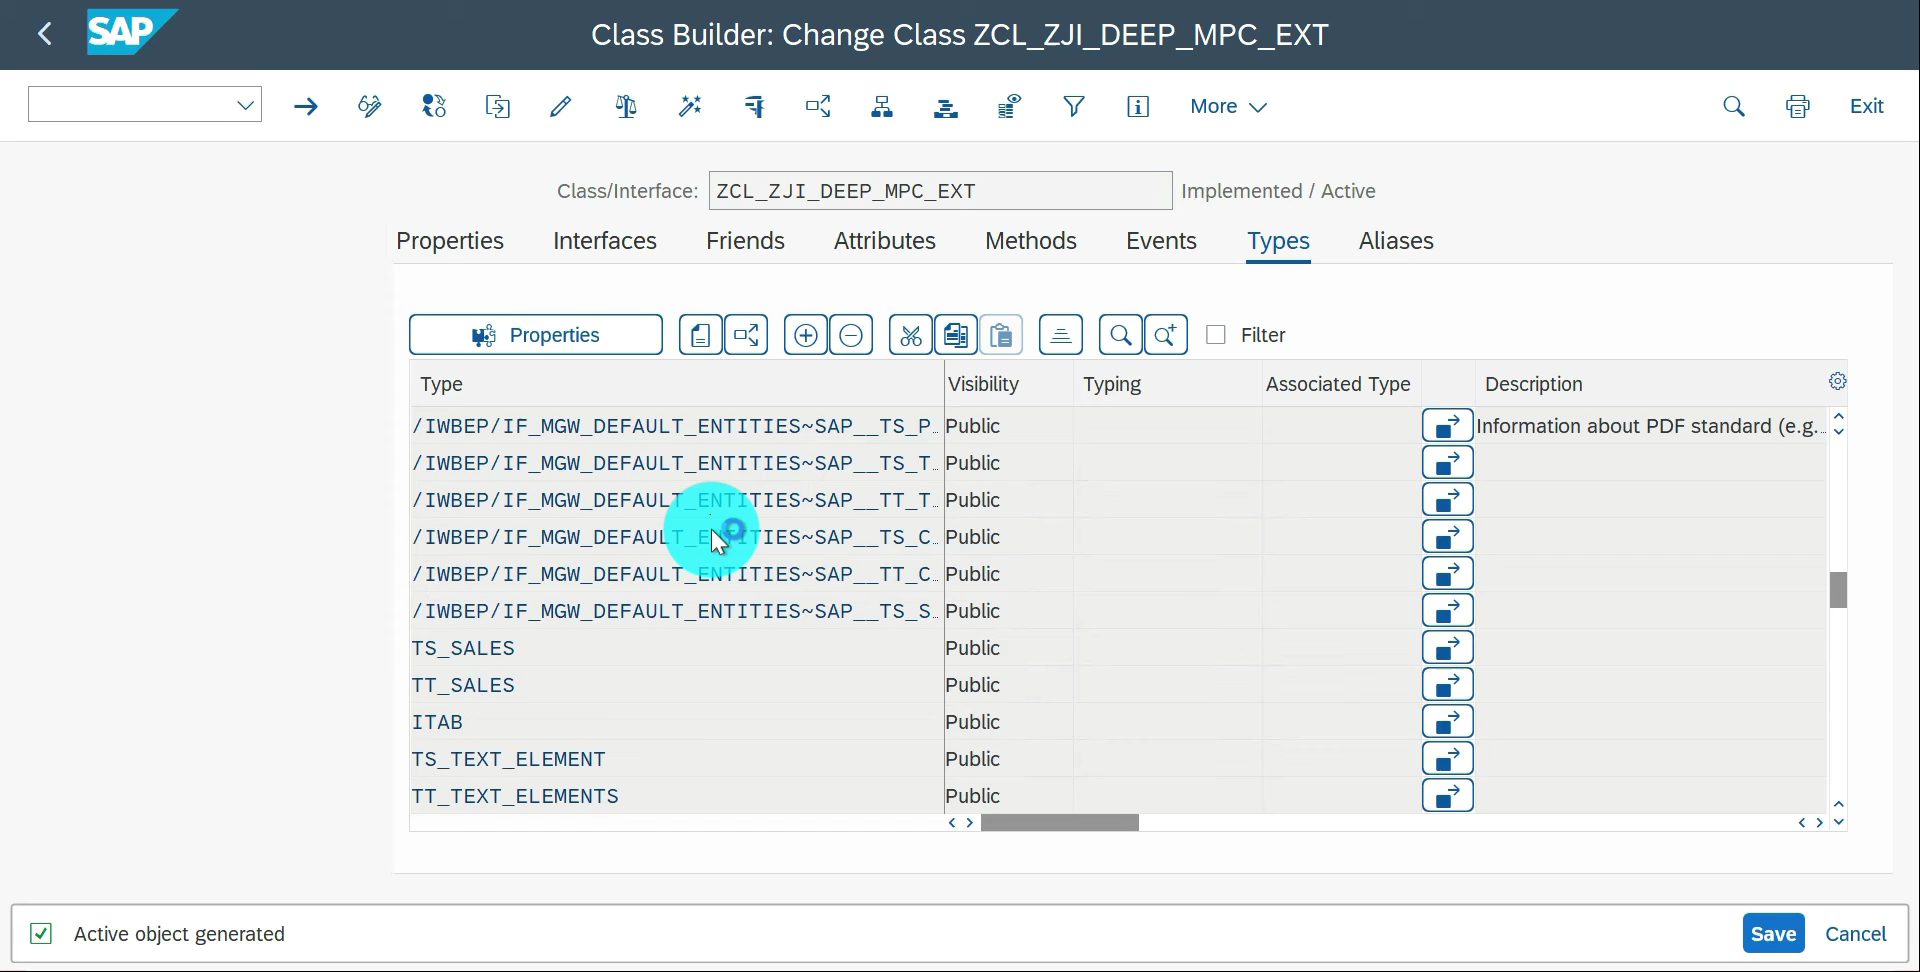 SAP
Class Builder: Change Class ZCL_ZJI_DEEP_MPC_EXT
More
Exit
Class/Interface: ZCL_ZJI_DEEP_MPC_EXT Implemented / Active
Properties Interfaces Friends Attributes Methods Events Types Aliases
Properties Filter
Type Visibility Typing Associated Type Description
/IWBEP/IF_MGW_DEFAULT_ENTITIES~SAP__TS_P… Public Information about PDF standard (e.g.…
/IWBEP/IF_MGW_DEFAULT_ENTITIES~SAP__TS_T… Public
/IWBEP/IF_MGW_DEFAULT_ENTITIES~SAP__TT_T… Public
/IWBEP/IF_MGW_DEFAULT_ENTITIES~SAP__TS_C… Public
/IWBEP/IF_MGW_DEFAULT_ENTITIES~SAP__TT_C… Public
/IWBEP/IF_MGW_DEFAULT_ENTITIES~SAP__TS_S… Public
TS_SALES Public
TT_SALES Public
ITAB Public
TS_TEXT_ELEMENT Public
TT_TEXT_ELEMENTS Public
Active object generated Save Cancel